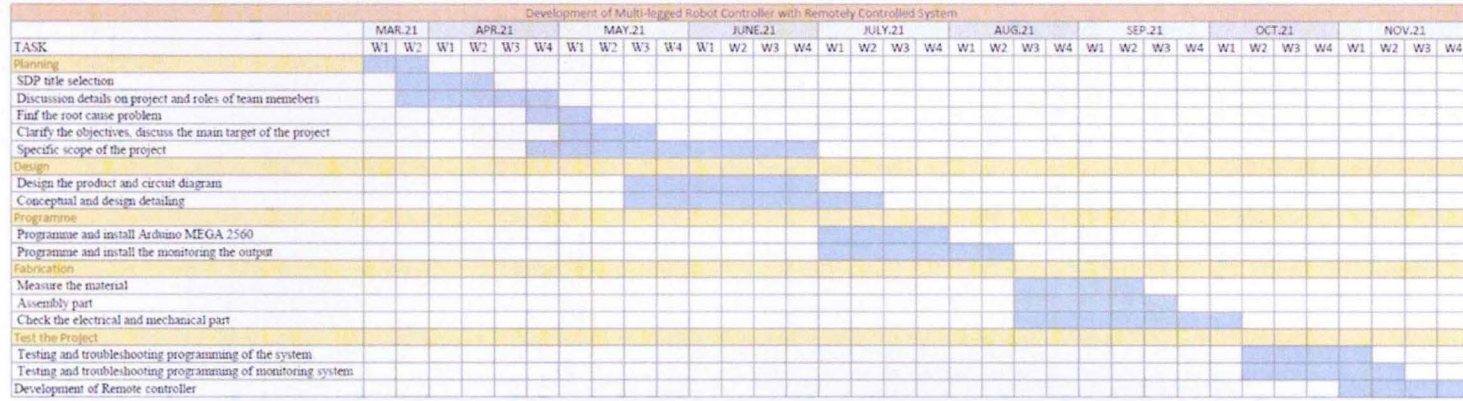 Development of Multi-legged Robot Controller with Remotely Controlled System
MAR.21 APR.21 MAY.21 JUNE.21 JULY.21 AUG.21 SEP.21 OCT.21 NOV.21
TASK W1 W2 W1 W2 W3 W4 W1 W2 W3 W4 W1 W2 W3 W4 W1 W2 W3 W4 W1 W2 W3 W4 W1 W2 W3 W4 W1 W2 W3 W4 W1 W2 W3 W4
Planning
SDP title selection
Discussion details on project and roles of team memebers
Finf the root cause problem
Clarify the objectives, discuss the main target of the project
Specific scope of the project
Design
Design the product and circuit diagram
Conceptual and design detailing
Programme
Programme and install Arduino MEGA 2560
Programme and install the monitoring the output
Fabrication
Measure the material
Assembly part
Check the electrical and mechanical part
Test the Project
Testing and troubleshooting programming of the system
Testing and troubleshooting programming of monitoring system
Development of Remote controller